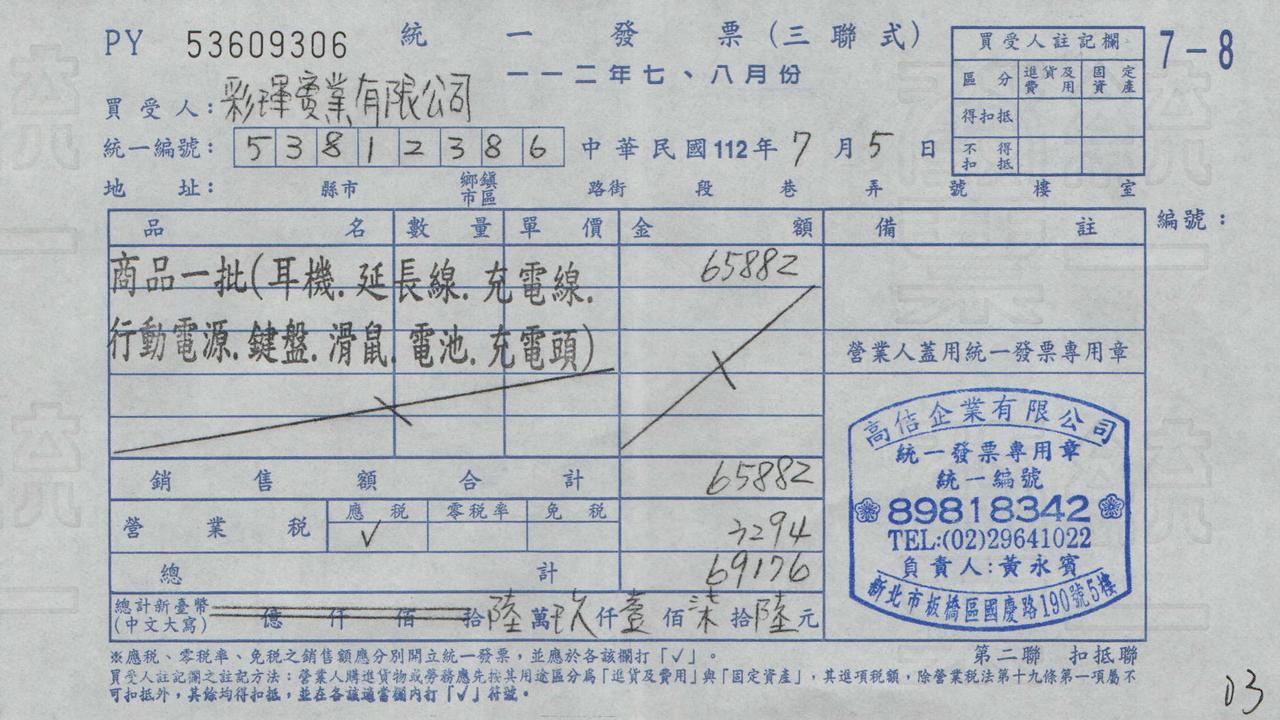 PY 53609306 統一發票(三聯式) 7-8
一一二年七、八月份
買受人：彩琿實業有限公司
統一編號：53812386 中華民國112年7月5日
地址： 縣市 鄉鎮市區 路街 段 巷 弄 號 樓 室
買受人註記欄
區分 進貨及費用 固定資產
得扣抵
不得扣抵
編號：
品名 數量 單價 金額 備註
商品一批(耳機.延長線.充電線. 65882
行動電源.鍵盤.滑鼠.電池.充電頭)
營業人蓋用統一發票專用章
銷售額合計 65882
營業稅 應稅 零稅率 免稅 3294
√
總計 69176
總計新臺幣
(中文大寫) 億 仟 佰 拾陸萬玖仟壹佰柒拾陸元
高佶企業有限公司
統一發票專用章
統一編號
89818342
TEL:(02)29641022
負責人:黃永賓
新北市板橋區國慶路190號5樓
※應稅、零稅率、免稅之銷售額應分別開立統一發票，並應於各該欄打「√」。
第二聯 扣抵聯
買受人註記欄之註記方法：營業人購進貨物或勞務應先按其用途區分為「進貨及費用」與「固定資產」，其進項稅額，除營業稅法第十九條第一項屬不
可扣抵外，其餘均得扣抵，並在各該適當欄內打「√」符號。
03